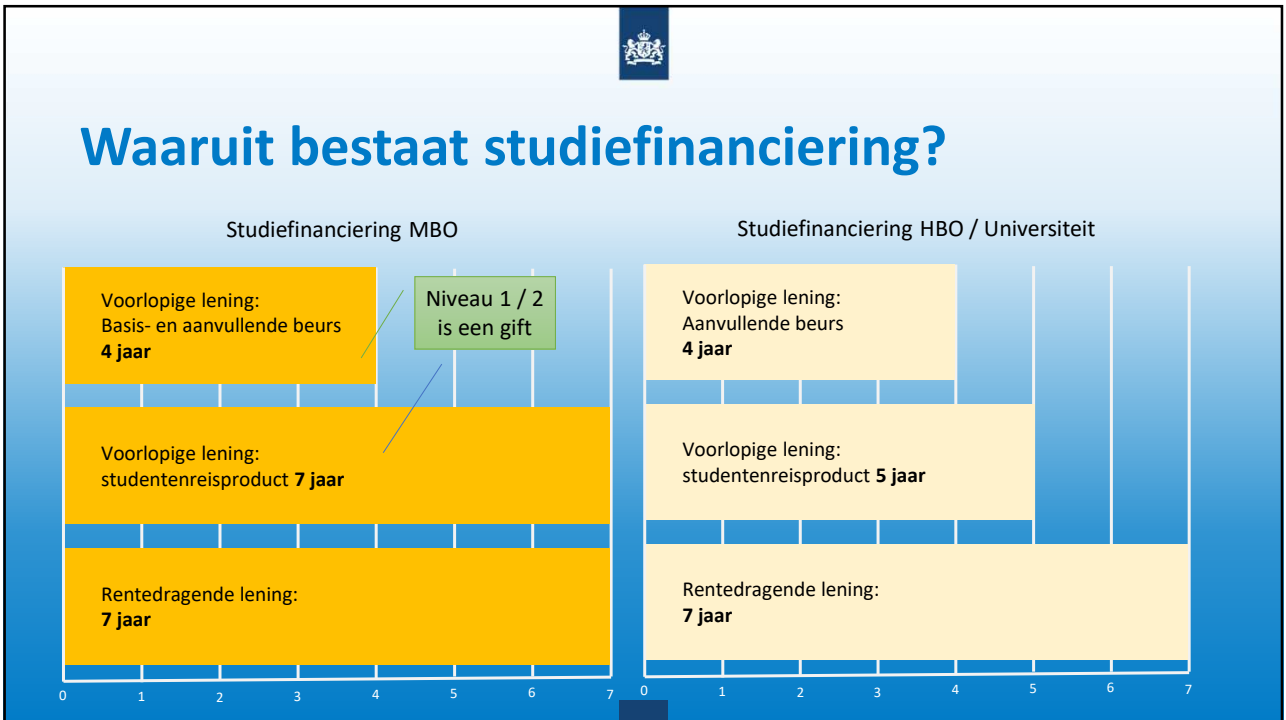 Waaruit bestaat studiefinanciering?
Studiefinanciering MBO
Voorlopige lening:
Basis- en aanvullende beurs
4 jaar
Niveau 1 / 2
is een gift
Voorlopige lening:
studentenreisproduct 7 jaar
Rentedragende lening:
7 jaar
0 1 2 3 4 5 6 7
Studiefinanciering HBO / Universiteit
Voorlopige lening:
Aanvullende beurs
4 jaar
Voorlopige lening:
studentenreisproduct 5 jaar
Rentedragende lening:
7 jaar
0 1 2 3 4 5 6 7